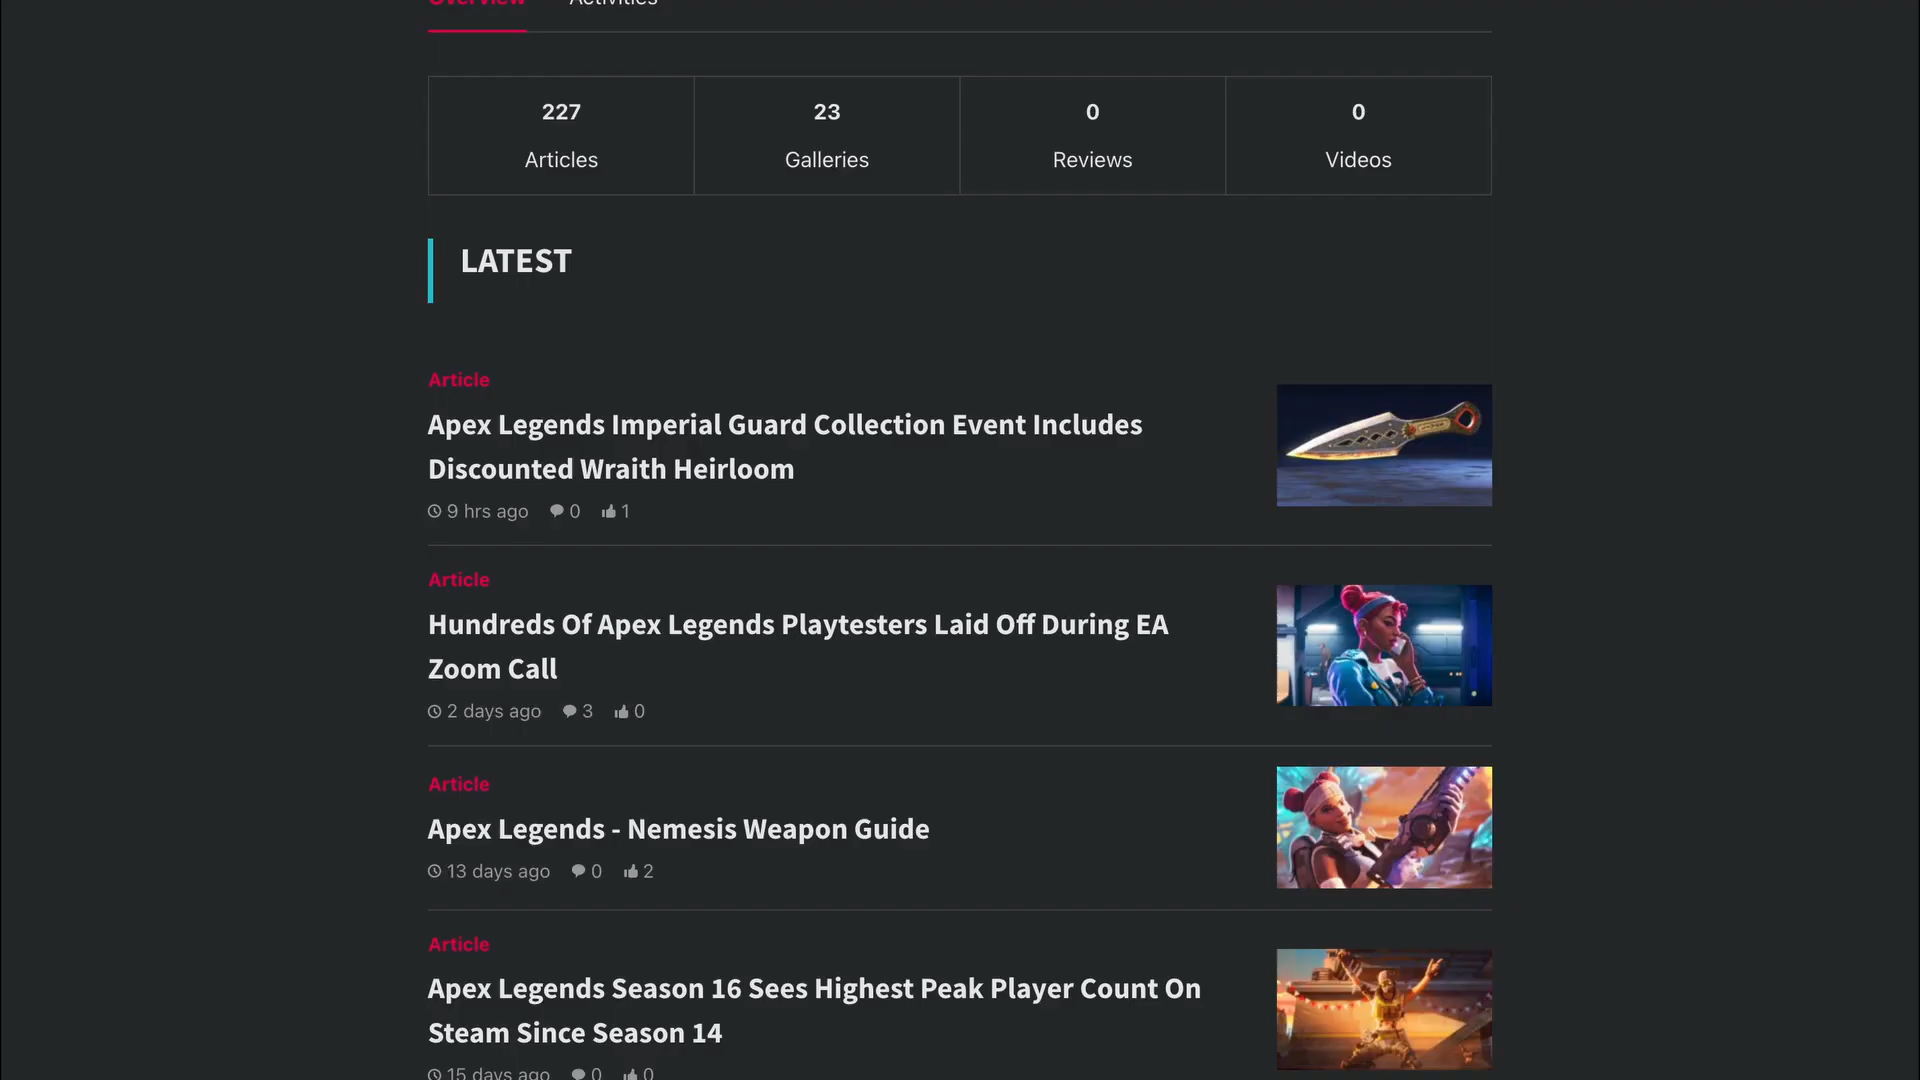 Overview Activities
227 23 0 0
Articles Galleries Reviews Videos
LATEST
Article
Apex Legends Imperial Guard Collection Event Includes
Discounted Wraith Heirloom
9 hrs ago 0 1
Article
Hundreds Of Apex Legends Playtesters Laid Off During EA
Zoom Call
2 days ago 3 0
Article
Apex Legends - Nemesis Weapon Guide
13 days ago 0 2
Article
Apex Legends Season 16 Sees Highest Peak Player Count On
Steam Since Season 14
15 days ago 0 0